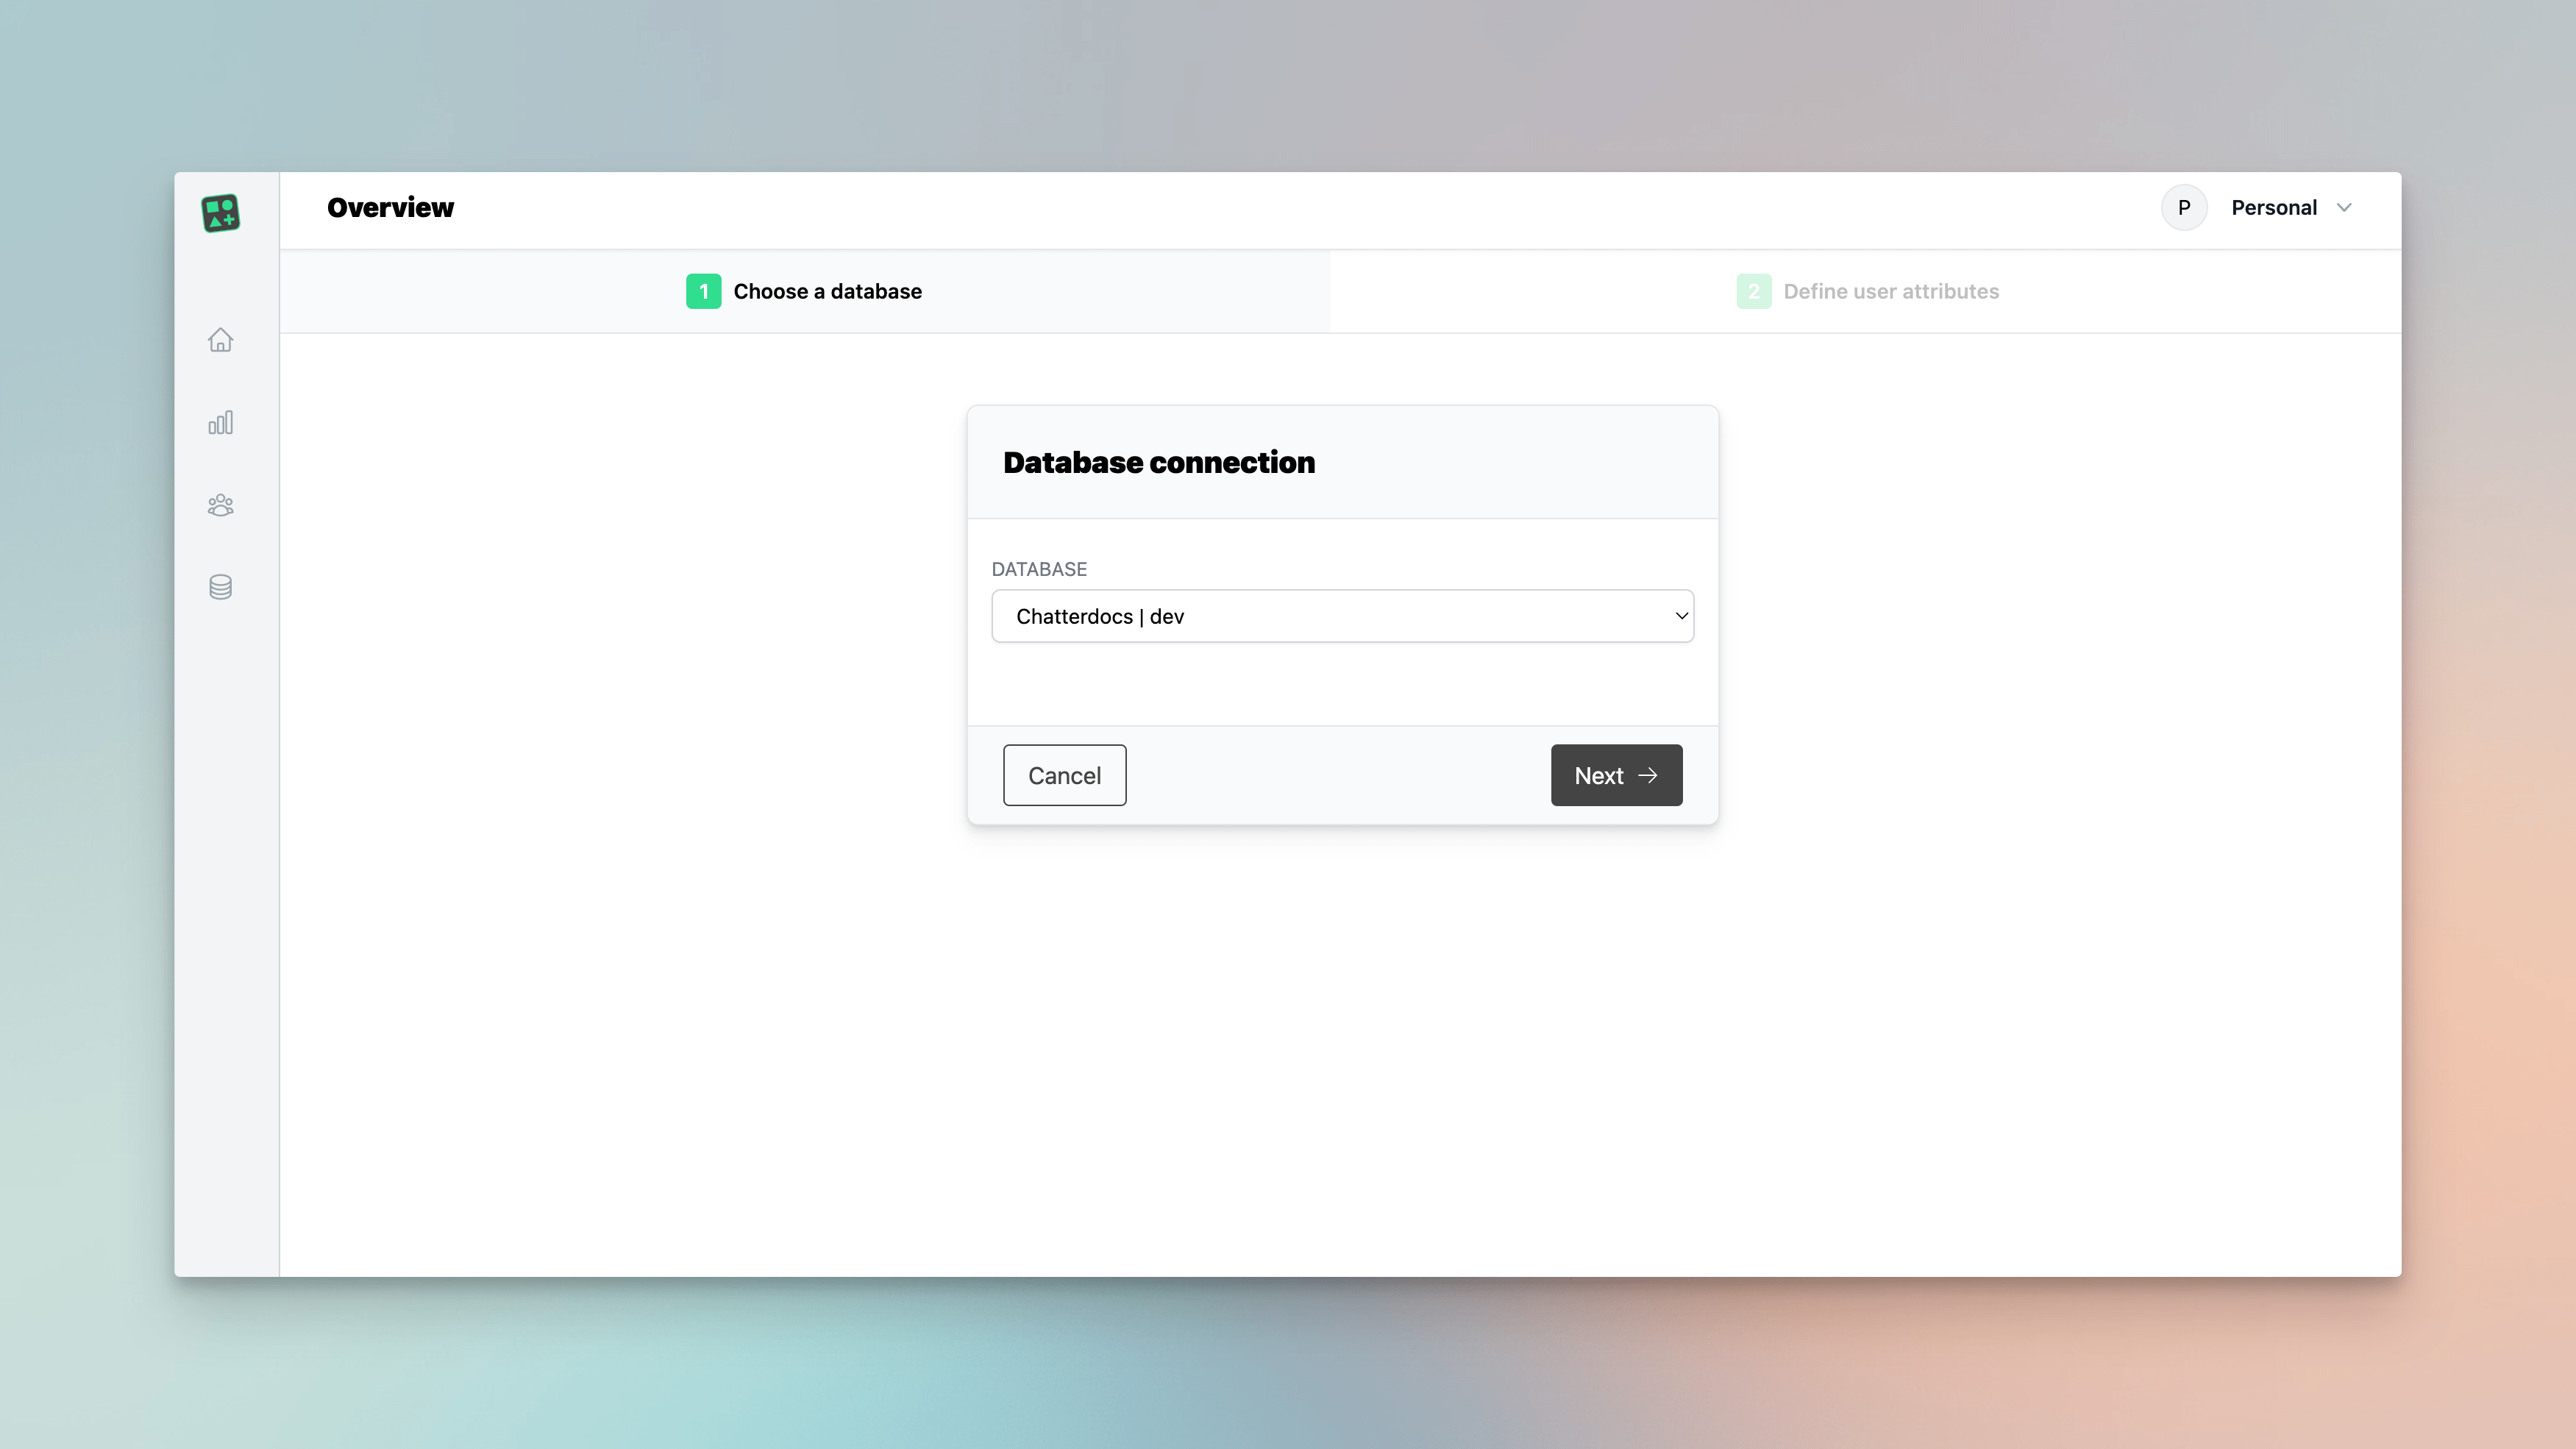 Overview
P Personal
1 Choose a database
2 Define user attributes
Database connection
DATABASE
Chatterdocs | dev
Cancel
Next